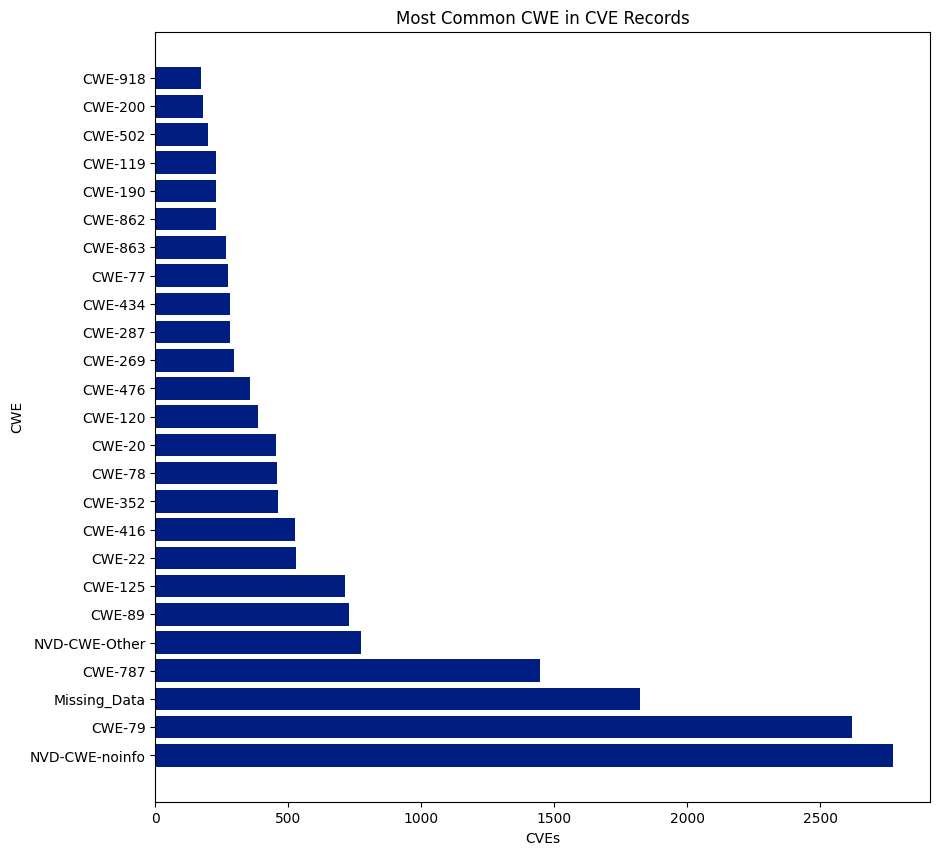 Most Common CWE in CVE Records
CWE-918
CWE-200
CWE-502
CWE-119
CWE-190
CWE-862
CWE-863
CWE-77
CWE-434
CWE-287
CWE-269
CWE-476
CWE-120
CWE-20
CWE-78
CWE-352
CWE-416
CWE-22
CWE-125
CWE-89
NVD-CWE-Other
CWE-787
Missing_Data
CWE-79
NVD-CWE-noinfo
CWE
0 500 1000 1500 2000 2500
CVEs